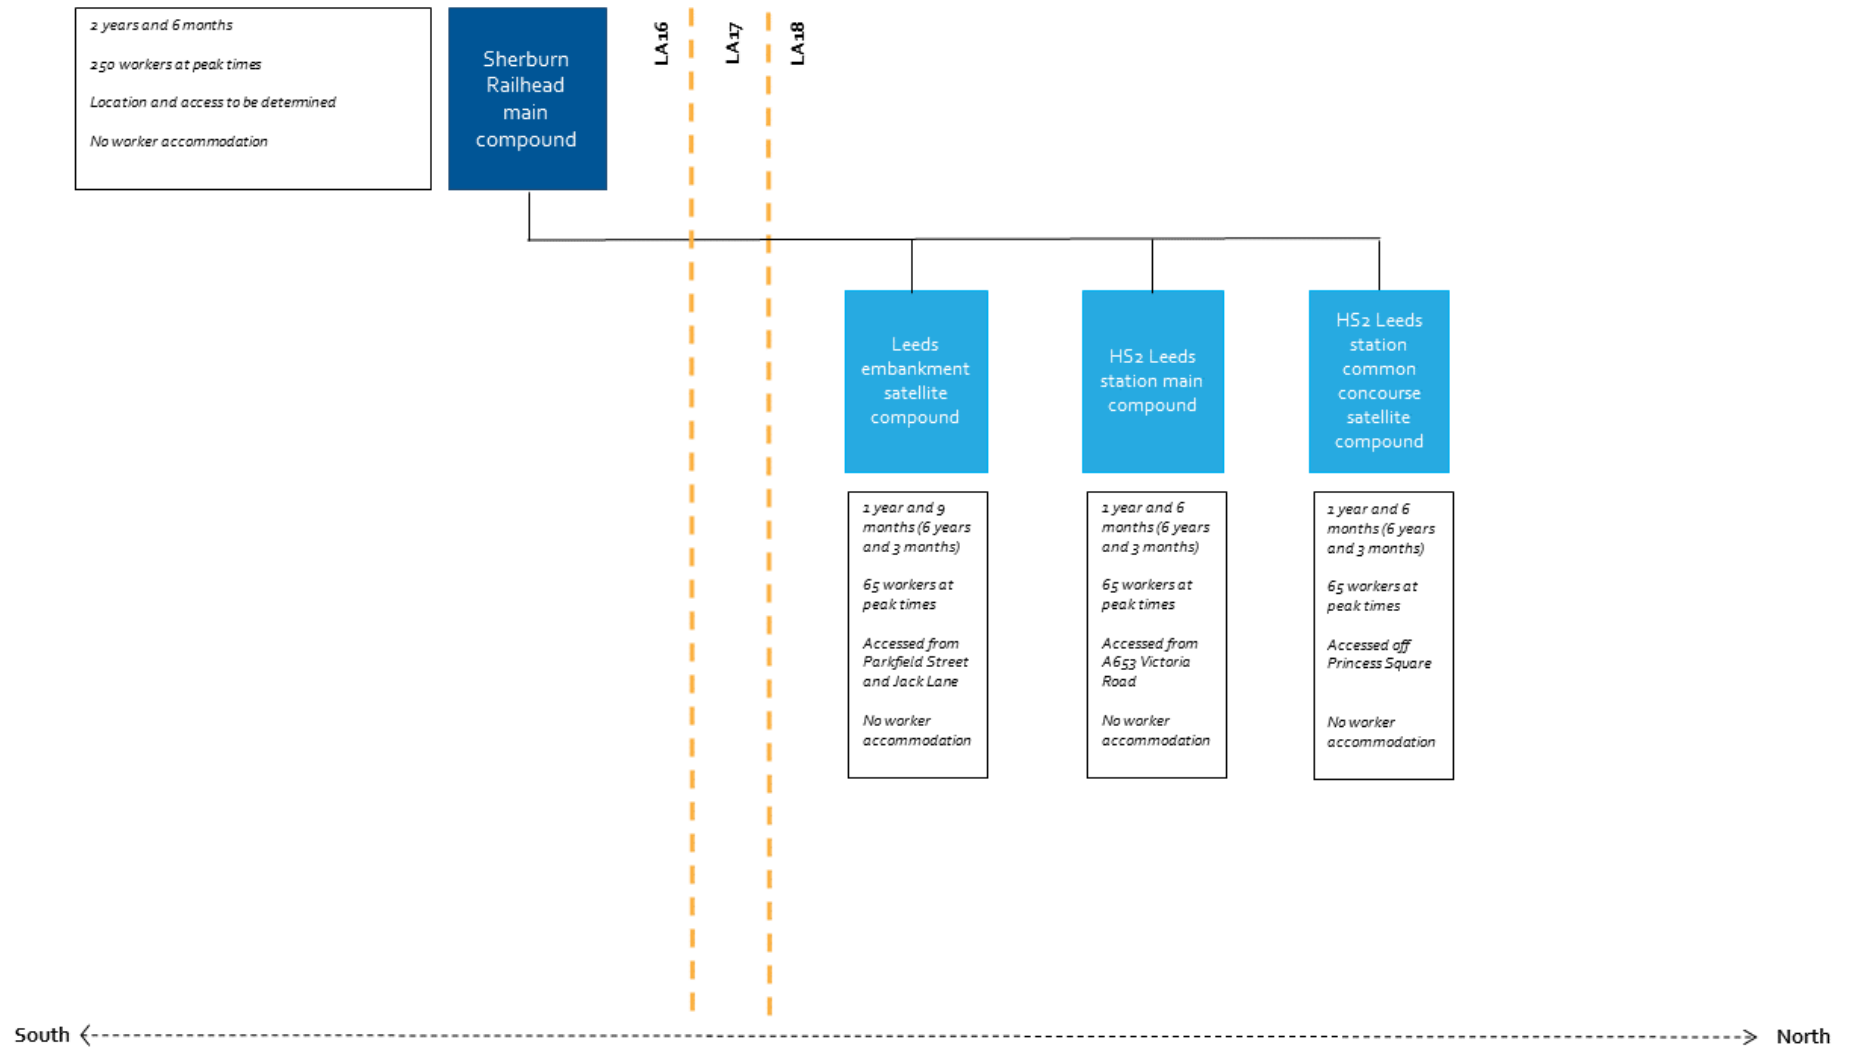 2 years and 6 months
250 workers at peak times
Location and access to be determined
No worker accommodation
Sherburn
Railhead
main
compound
LA16
LA17
LA18
Leeds
embankment
satellite
compound
HS2 Leeds
station main
compound
HS2 Leeds
station
common
concourse
satellite
compound
1 year and 9
months (6 years
and 3 months)
65 workers at
peak times
Accessed from
Parkfield Street
and Jack Lane
No worker
accommodation
1 year and 6
months (6 years
and 3 months)
65 workers at
peak times
Accessed from
A653 Victoria
Road
No worker
accommodation
1 year and 6
months (6 years
and 3 months)
65 workers at
peak times
Accessed off
Princess Square
No worker
accommodation
South
North